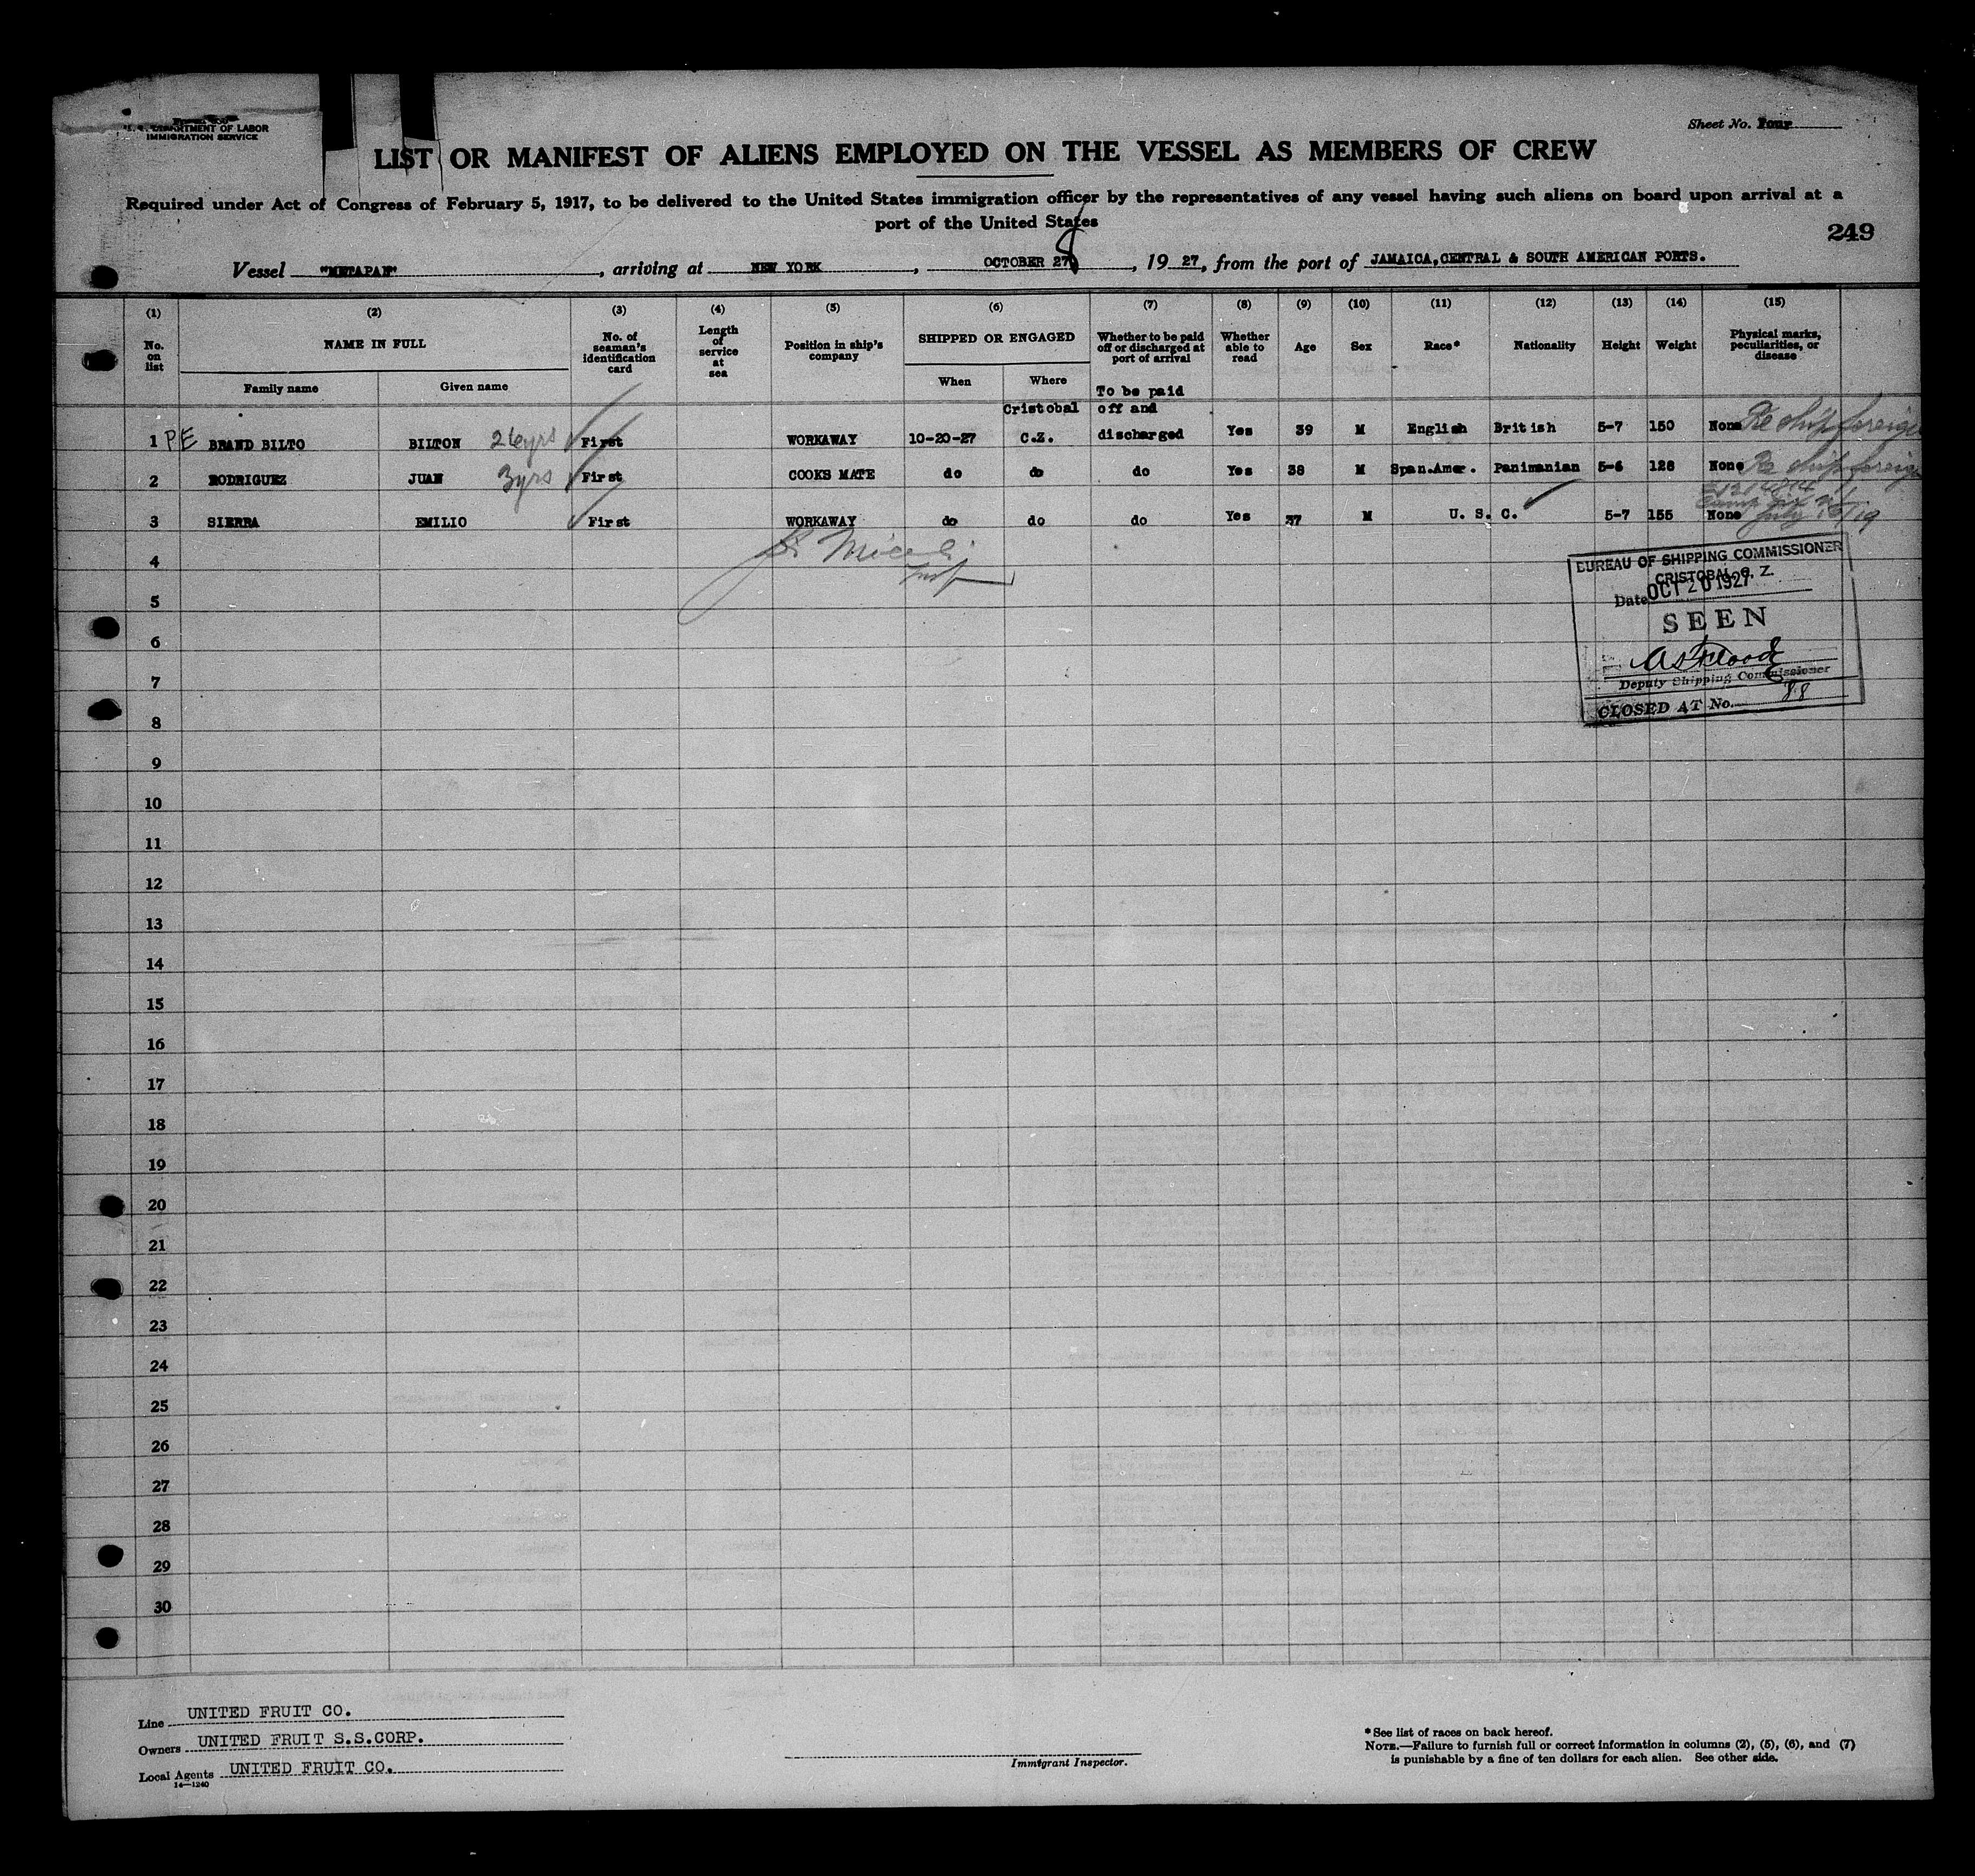 U. S. DEPARTMENT OF LABOR
IMMIGRATION SERVICE
Sheet No. Four
LIST OR MANIFEST OF ALIENS EMPLOYED ON THE VESSEL AS MEMBERS OF CREW
Required under Act of Congress of February 5, 1917, to be delivered to the United States immigration officer by the representatives of any vessel having such aliens on board upon arrival at a
port of the United States
249
Vessel "METAPAN", arriving at NEW YORK, OCTOBER 278, 1927, from the port of JAMAICA, CENTRAL & SOUTH AMERICAN PORTS.
(1) (2) (3) (4) (5) (6) (7) (8) (9) (10) (11) (12) (13) (14) (15)
No. on list NAME IN FULL No. of seaman's identification card Length of service at sea Position in ship's company SHIPPED OR ENGAGED Whether to be paid off or discharged at port of arrival Whether able to read Age Sex Race* Nationality Height Weight Physical marks, peculiarities, or disease
Family name Given name When Where
To be paid
Cristobal off and
1 PE BRAND BILTO BILTON 26yrs First WORKAWAY 10-20-27 C.Z. discharged Yes 39 M English British 5-7 150 None Re ship foreign
2 RODRIGUEZ JUAN 3yrs First COOKS MATE do do do Yes 38 M Span.Amer. Panimanian 5-6 128 None Re ship foreign
3 SIERRA EMILIO First WORKAWAY do do do Yes 37 M U. S. C. 5-7 155 None July
4
5
6
7
8
9
10
11
12
13
14
15
16
17
18
19
20
21
22
23
24
25
26
27
28
29
30
BUREAU OF SHIPPING COMMISSIONER
CRISTOBAL, C. Z.
Date OCT 20 1927
SEEN
Deputy Shipping Commissioner
CLOSED AT No. 88
Line UNITED FRUIT CO.
Owners UNITED FRUIT S.S.CORP.
Local Agents UNITED FRUIT CO.
14—1240
Immigrant Inspector.
* See list of races on back hereof.
NOTE.—Failure to furnish full or correct information in columns (2), (5), (6), and (7)
is punishable by a fine of ten dollars for each alien. See other side.